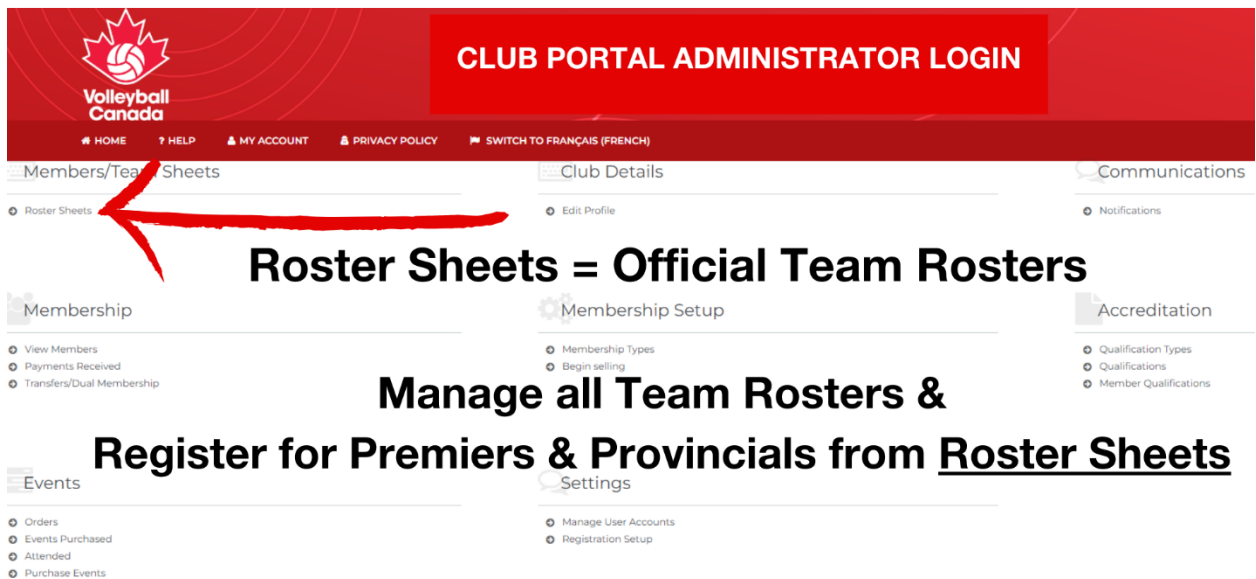 Volleyball
Canada
CLUB PORTAL ADMINISTRATOR LOGIN
HOME ? HELP MY ACCOUNT PRIVACY POLICY SWITCH TO FRANÇAIS (FRENCH)
Members/Team Sheets Club Details Communications
Roster Sheets Edit Profile Notifications
Roster Sheets = Official Team Rosters
Membership Membership Setup Accreditation
View Members Membership Types Qualification Types
Payments Received Begin selling Qualifications
Transfers/Dual Membership Member Qualifications
Manage all Team Rosters &
Register for Premiers & Provincials from Roster Sheets
Events Settings
Orders Manage User Accounts
Events Purchased Registration Setup
Attended
Purchase Events